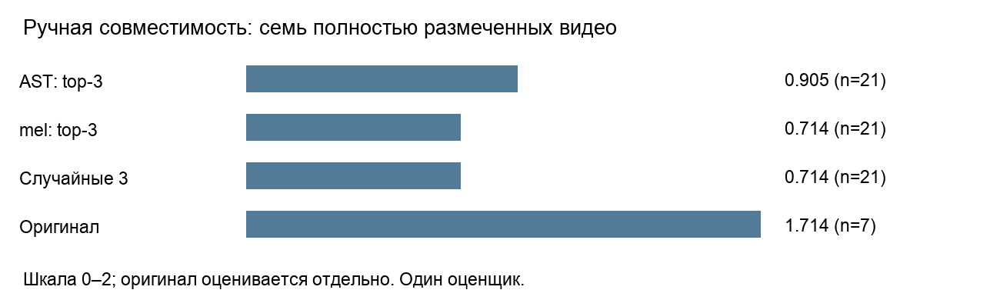 Ручная совместимость: семь полностью размеченных видео
AST: top-3 0.905 (n=21)
mel: top-3 0.714 (n=21)
Случайные 3 0.714 (n=21)
Оригинал 1.714 (n=7)
Шкала 0–2; оригинал оценивается отдельно. Один оценщик.